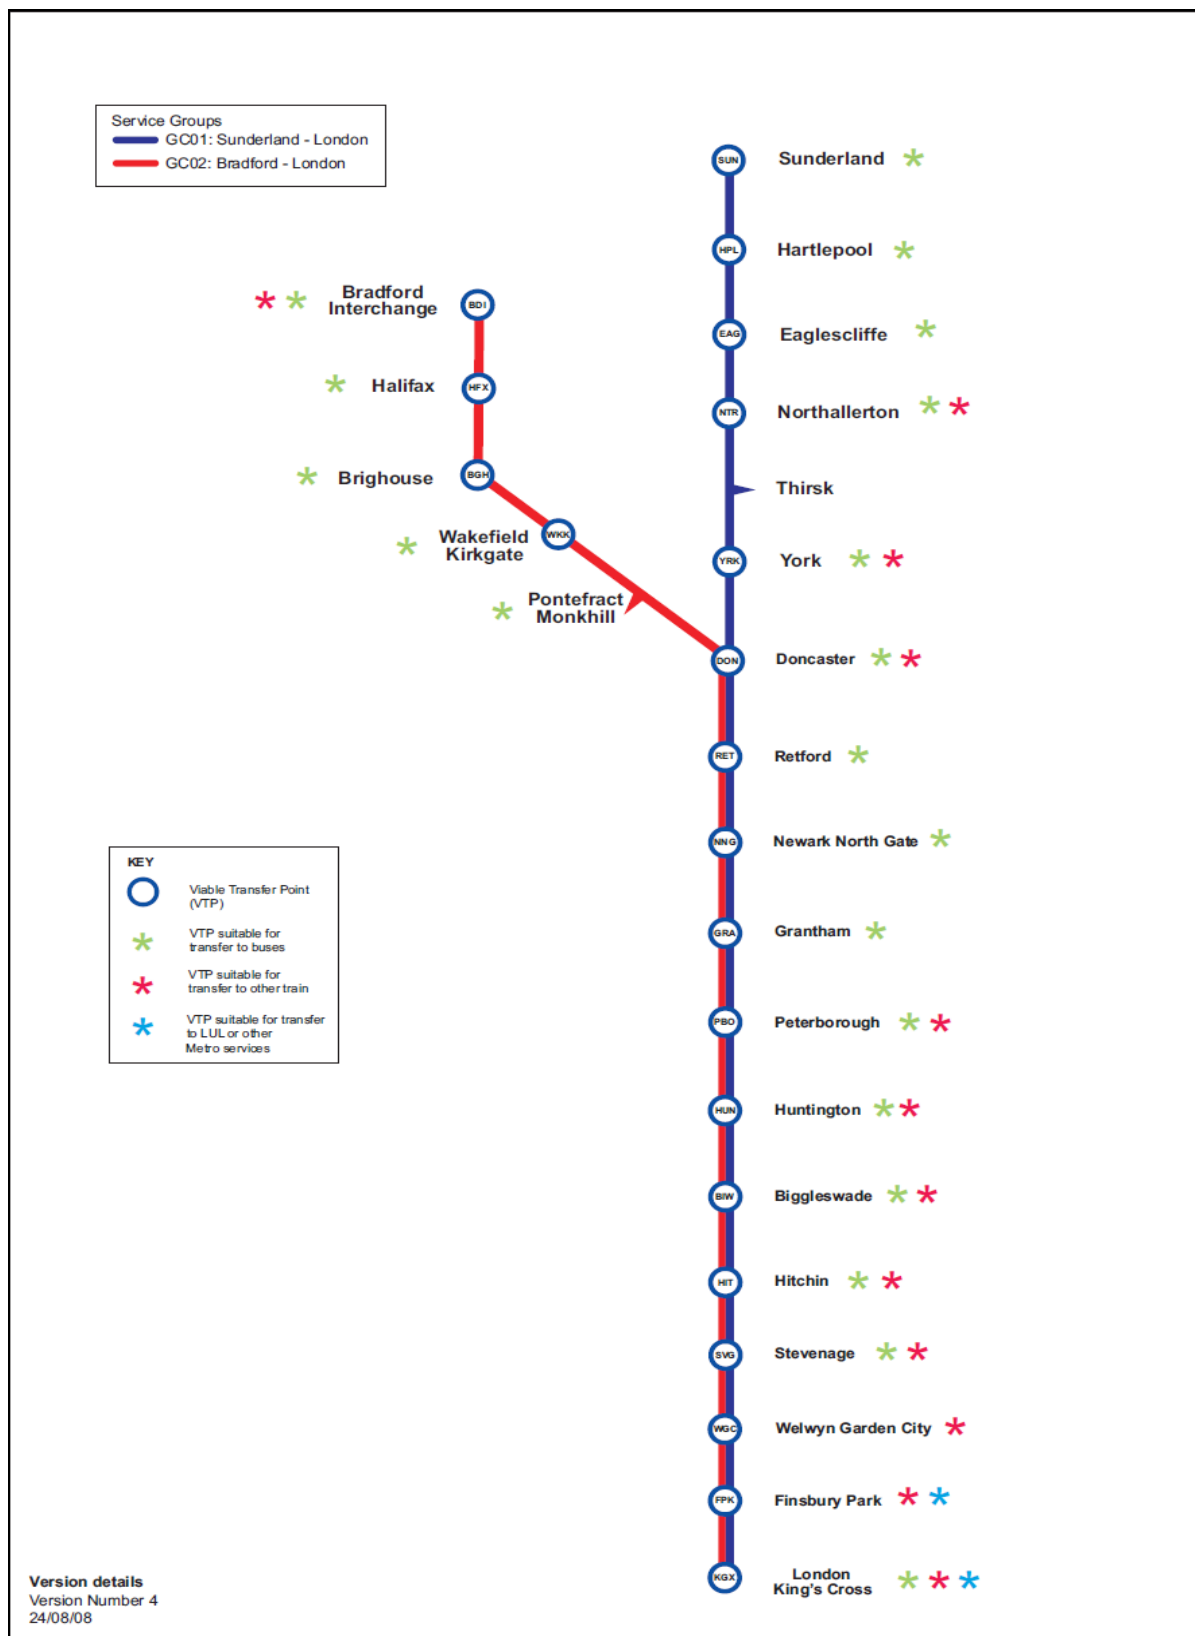 Service Groups
GC01: Sunderland - London
GC02: Bradford - London
SUN
Sunderland
HPL
Hartlepool
Bradford
Interchange
BDI
EAG
Eaglescliffe
Halifax
HFX
NTR
Northallerton
Brighouse
BGH
Thirsk
Wakefield
Kirkgate
WKK
YRK
York
Pontefract
Monkhill
DON
Doncaster
RET
Retford
NNG
Newark North Gate
KEY
Viable Transfer Point
(VTP)
VTP suitable for
transfer to buses
VTP suitable for
transfer to other train
VTP suitable for transfer
to LUL or other
Metro services
GRA
Grantham
PBO
Peterborough
HUN
Huntington
BIW
Biggleswade
HIT
Hitchin
SVG
Stevenage
WGC
Welwyn Garden City
FPK
Finsbury Park
KGX
London
King's Cross
Version details
Version Number 4
24/08/08